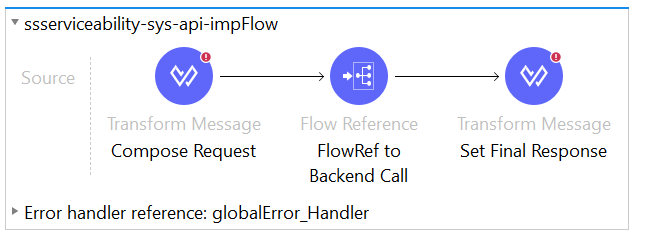 ssserviceability-sys-api-impFlow
Source
Transform Message
Flow Reference
Transform Message
Compose Request
FlowRef to
Backend Call
Set Final Response
Error handler reference: globalError_Handler